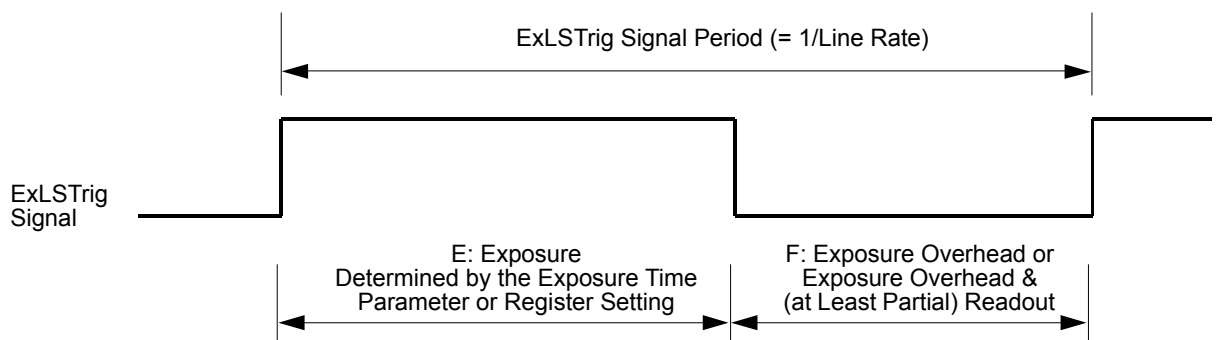 ExLSTrig Signal Period (= 1/Line Rate)
ExLSTrig
Signal
E: Exposure
Determined by the Exposure Time
Parameter or Register Setting
F: Exposure Overhead or
Exposure Overhead &
(at Least Partial) Readout